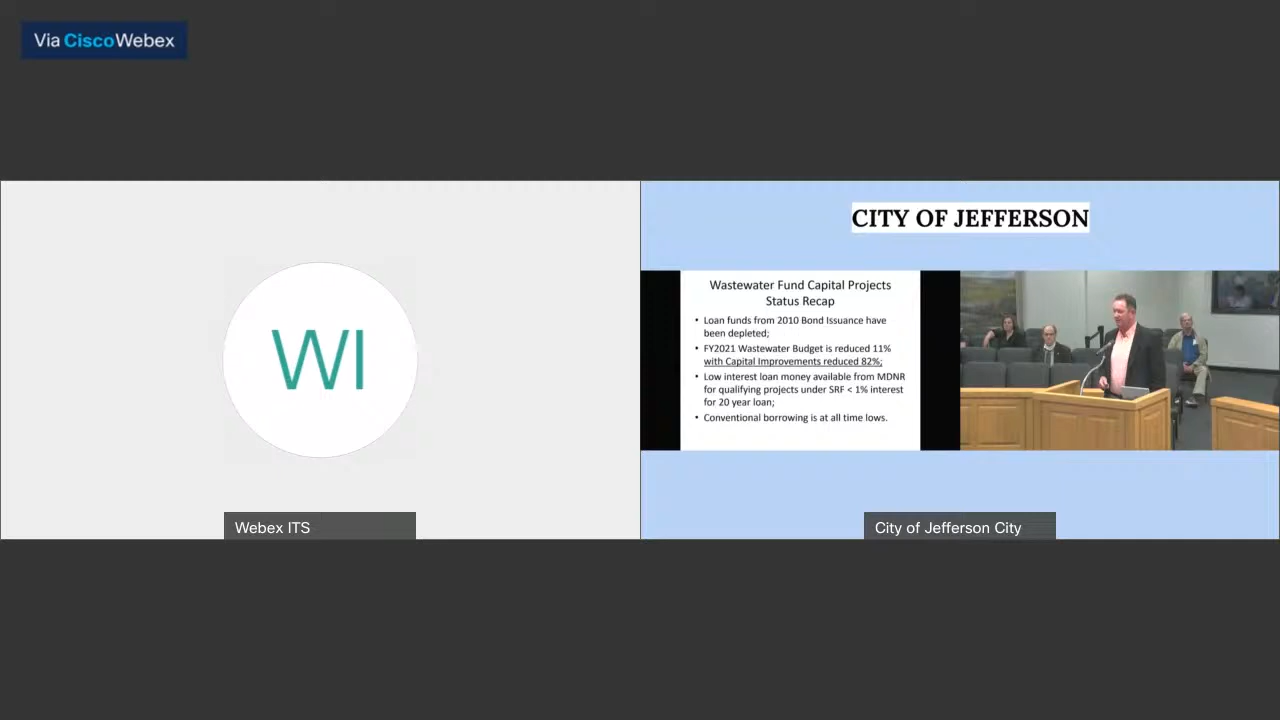 Via Cisco Webex
CITY OF JEFFERSON
Wastewater Fund Capital Projects
Status Recap
• Loan funds from 2010 Bond Issuance have
been depleted;
• FY2021 Wastewater Budget is reduced 11%
with Capital Improvements reduced 82%;
• Low interest loan money available from MDNR
for qualifying projects under SRF < 1% interest
for 20 year loan;
• Conventional borrowing is at all time lows.
WI
Webex ITS
City of Jefferson City